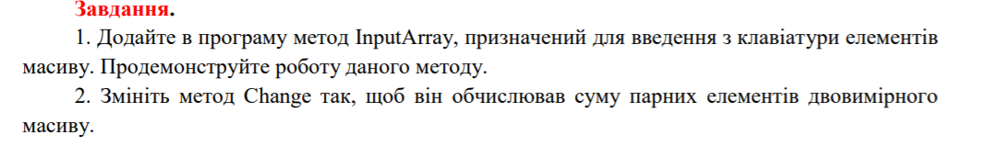 Завдання.
1. Додайте в програму метод InputArray, призначений для введення з клавіатури елементів
масиву. Продемонструйте роботу даного методу.
2. Змініть метод Change так, щоб він обчислював суму парних елементів двовимірного
масиву.